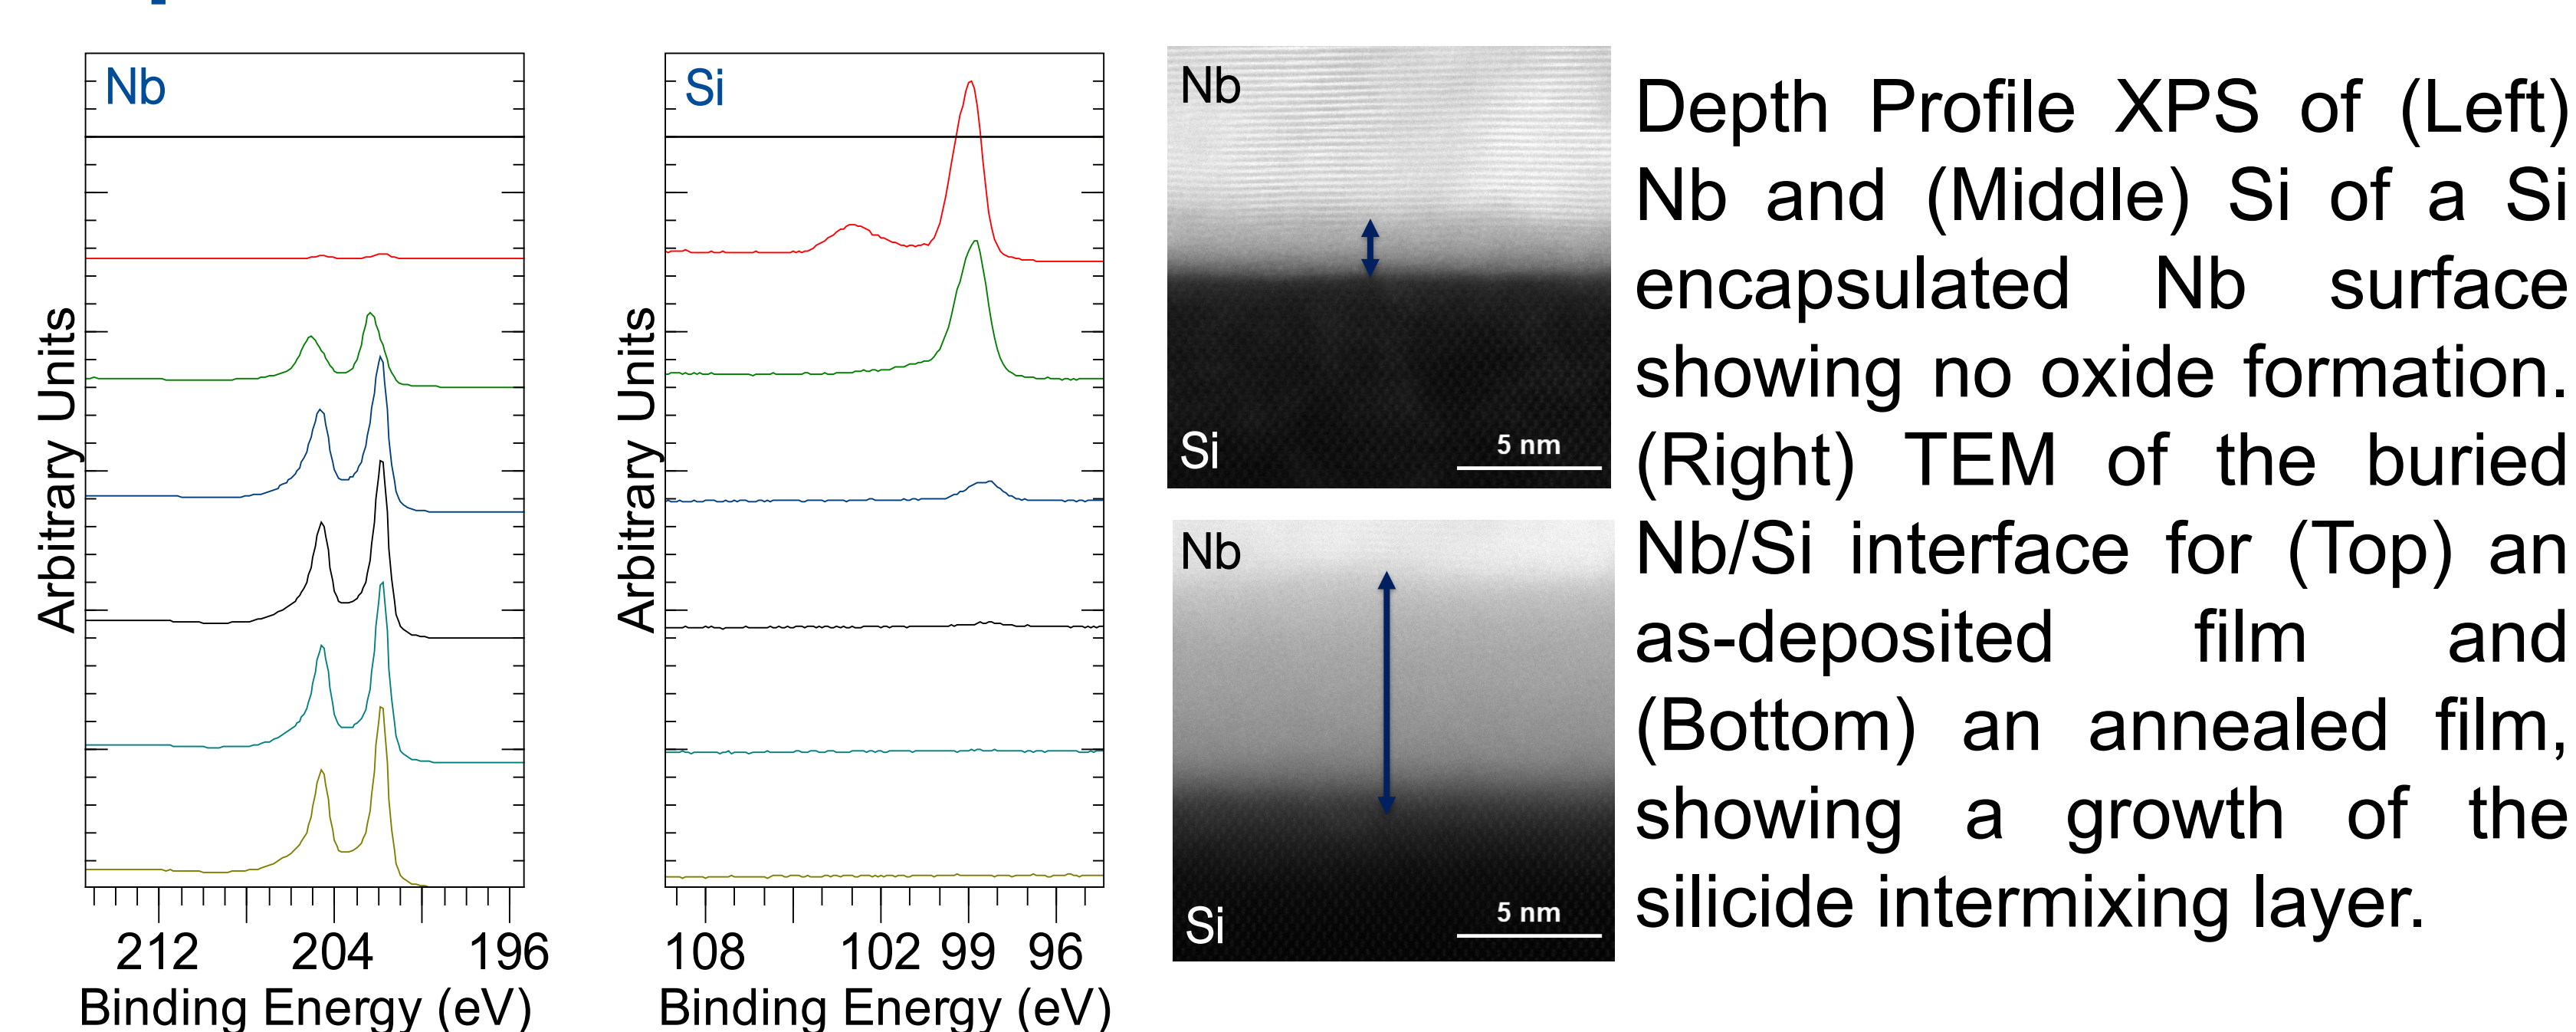 Nb
Arbitrary Units
212 204 196
Binding Energy (eV)
Si
Arbitrary Units
108 102 99 96
Binding Energy (eV)
Nb
Si
5 nm
Nb
Si
5 nm
Depth Profile XPS of (Left)
Nb and (Middle) Si of a Si
encapsulated Nb surface
showing no oxide formation.
(Right) TEM of the buried
Nb/Si interface for (Top) an
as-deposited film and
(Bottom) an annealed film,
showing a growth of the
silicide intermixing layer.